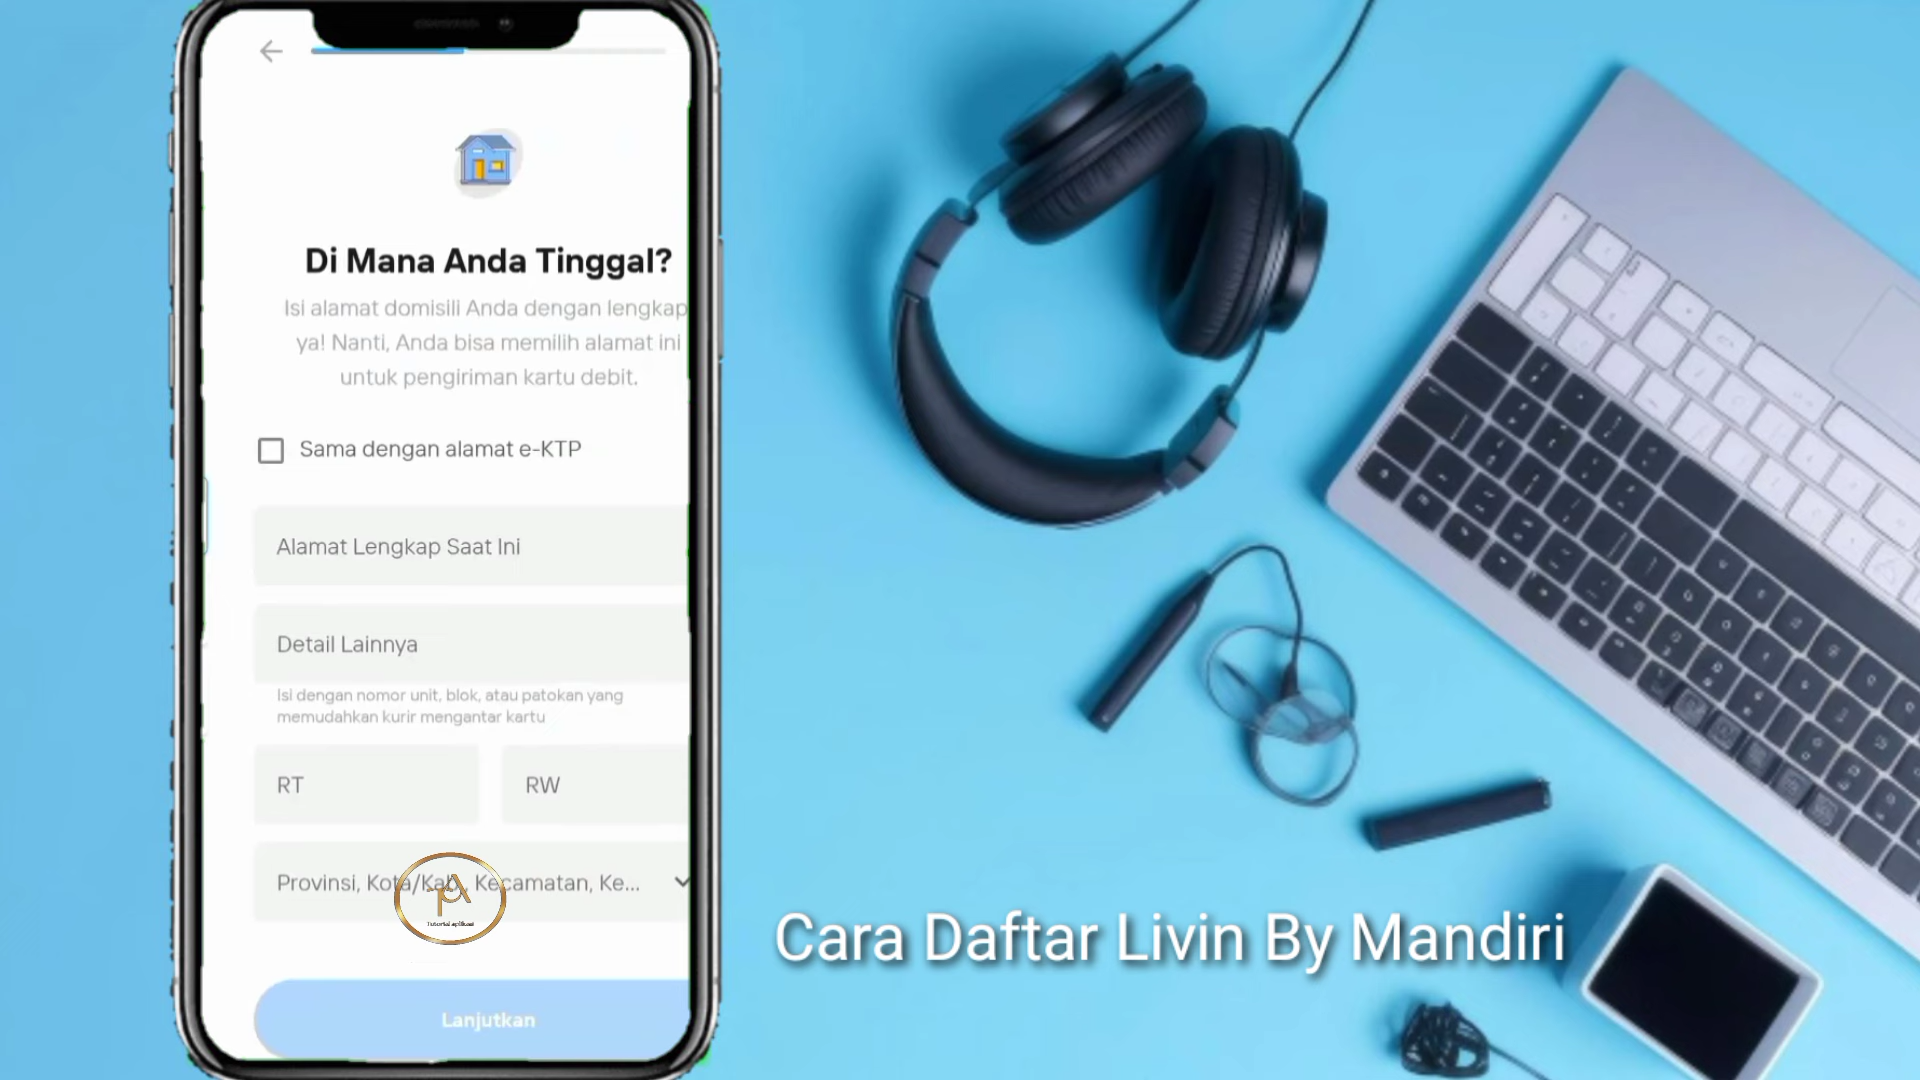 Di Mana Anda Tinggal?
Isi alamat domisili Anda dengan lengkap
ya! Nanti, Anda bisa memilih alamat ini
untuk pengiriman kartu debit.
Sama dengan alamat e-KTP
Alamat Lengkap Saat Ini
Detail Lainnya
Isi dengan nomor unit, blok, atau patokan yang
memudahkan kurir mengantar kartu
RT
RW
Provinsi, Kota/Kab, Kecamatan, Ke...
Tutorial aplikasi
Lanjutkan
Cara Daftar Livin By Mandiri